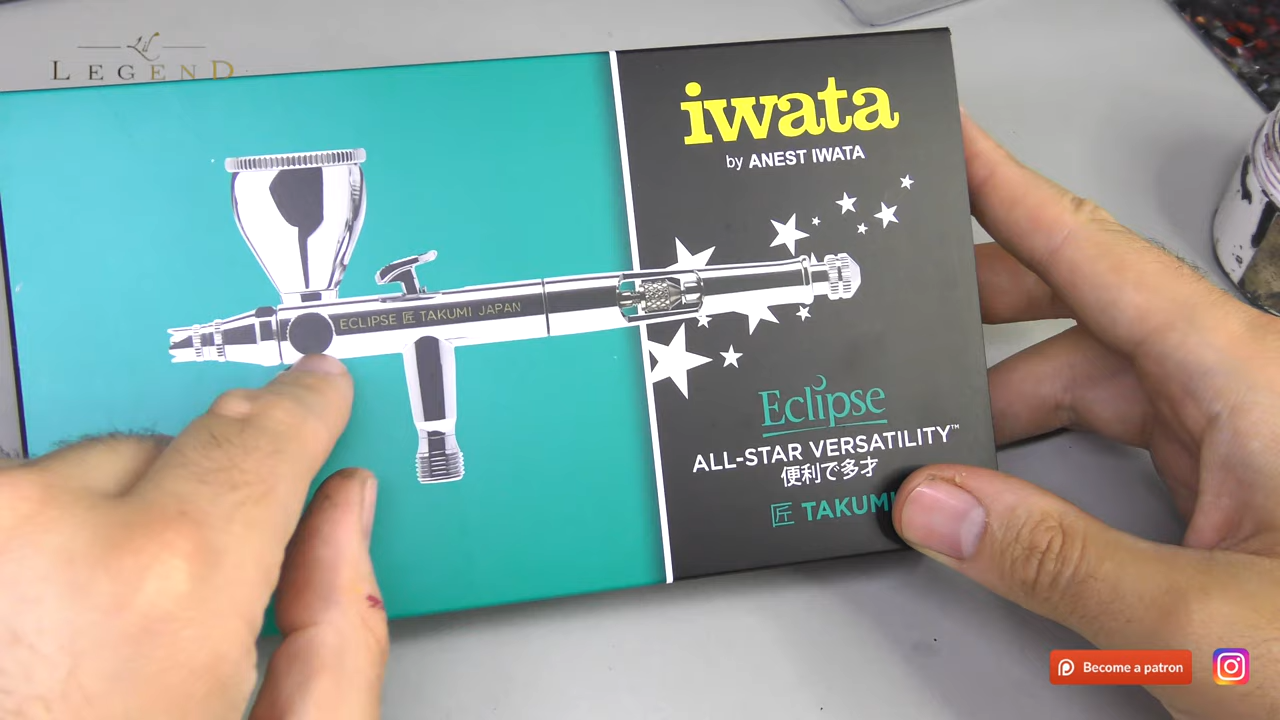 Lil
LEGEND
iwata
by ANEST IWATA
ECLIPSE 匠 TAKUMI JAPAN
Eclipse
ALL-STAR VERSATILITY™
便利で多才
匠 TAKUMI
Become a patron